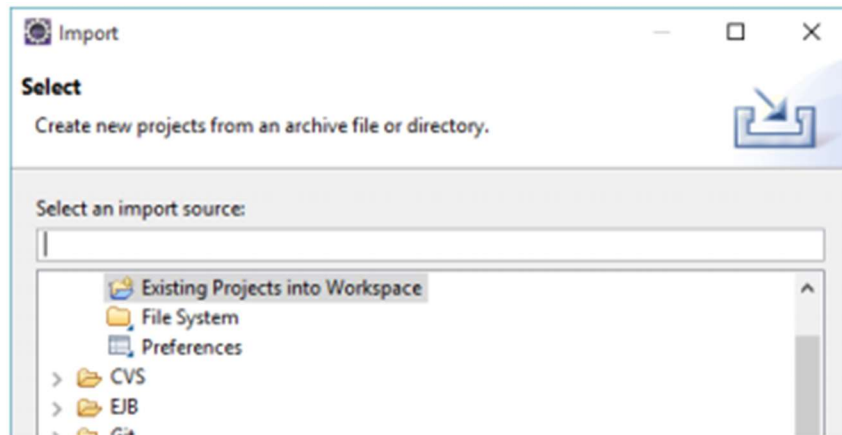 Import
Select
Create new projects from an archive file or directory.
Select an import source:
Existing Projects into Workspace
File System
Preferences
CVS
EJB
Git